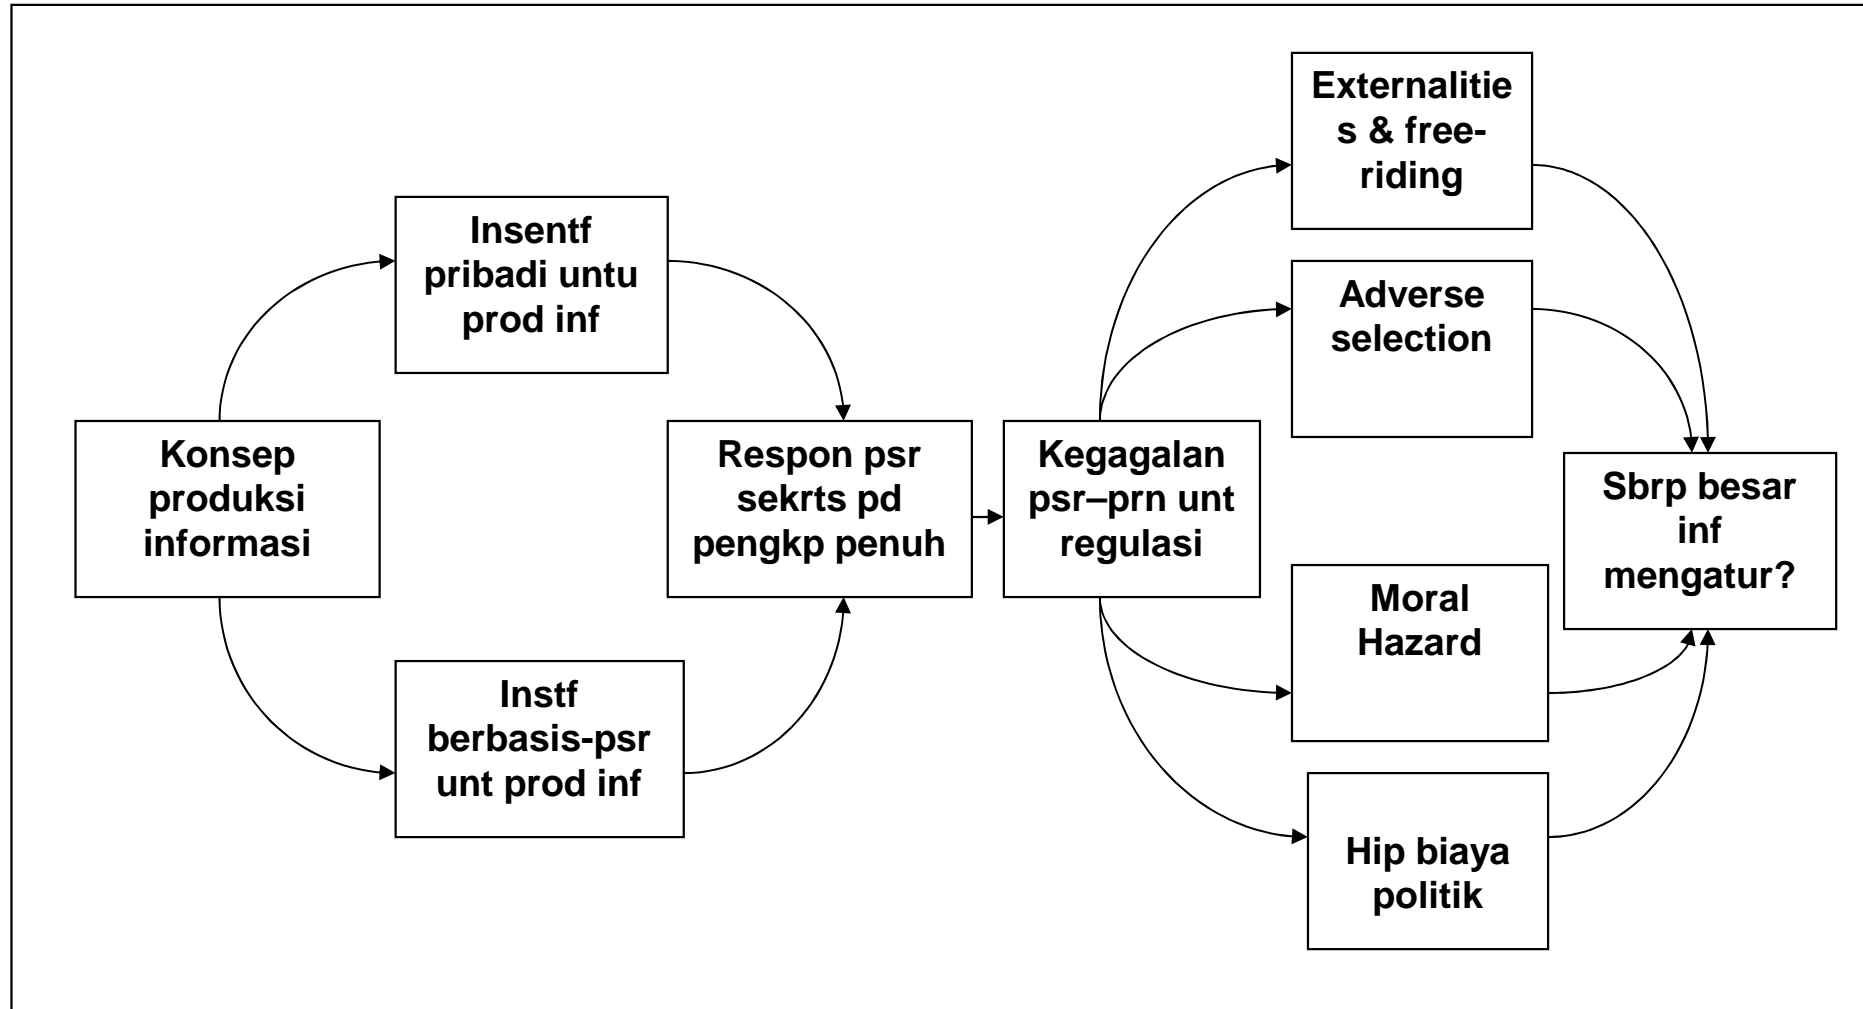 Konsep
produksi
informasi
Insentf
pribadi untu
prod inf
Instf
berbasis-psr
unt prod inf
Respon psr
sekrts pd
pengkp penuh
Kegagalan
psr–prn unt
regulasi
Externalitie
s & free-
riding
Adverse
selection
Moral
Hazard
Hip biaya
politik
Sbrp besar
inf
mengatur?